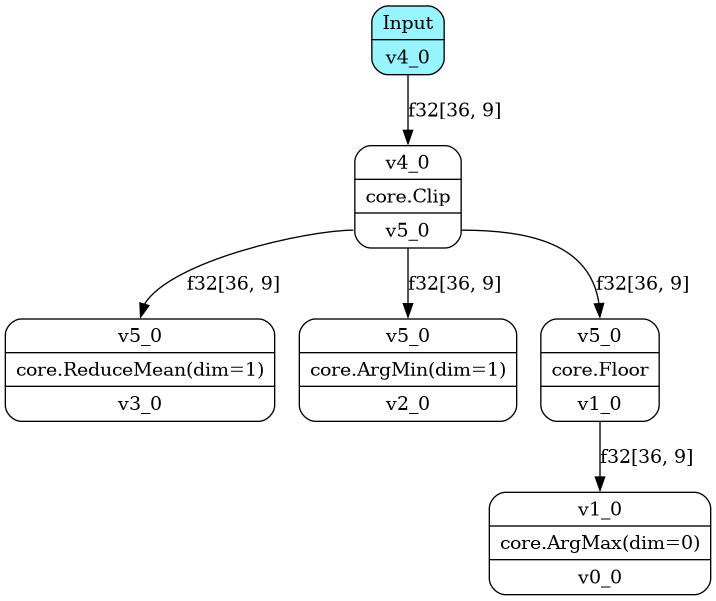 Input
v4_0
f32[36, 9]
v4_0
core.Clip
v5_0
f32[36, 9]
f32[36, 9]
f32[36, 9]
v5_0
core.ReduceMean(dim=1)
v3_0
v5_0
core.ArgMin(dim=1)
v2_0
v5_0
core.Floor
v1_0
f32[36, 9]
v1_0
core.ArgMax(dim=0)
v0_0